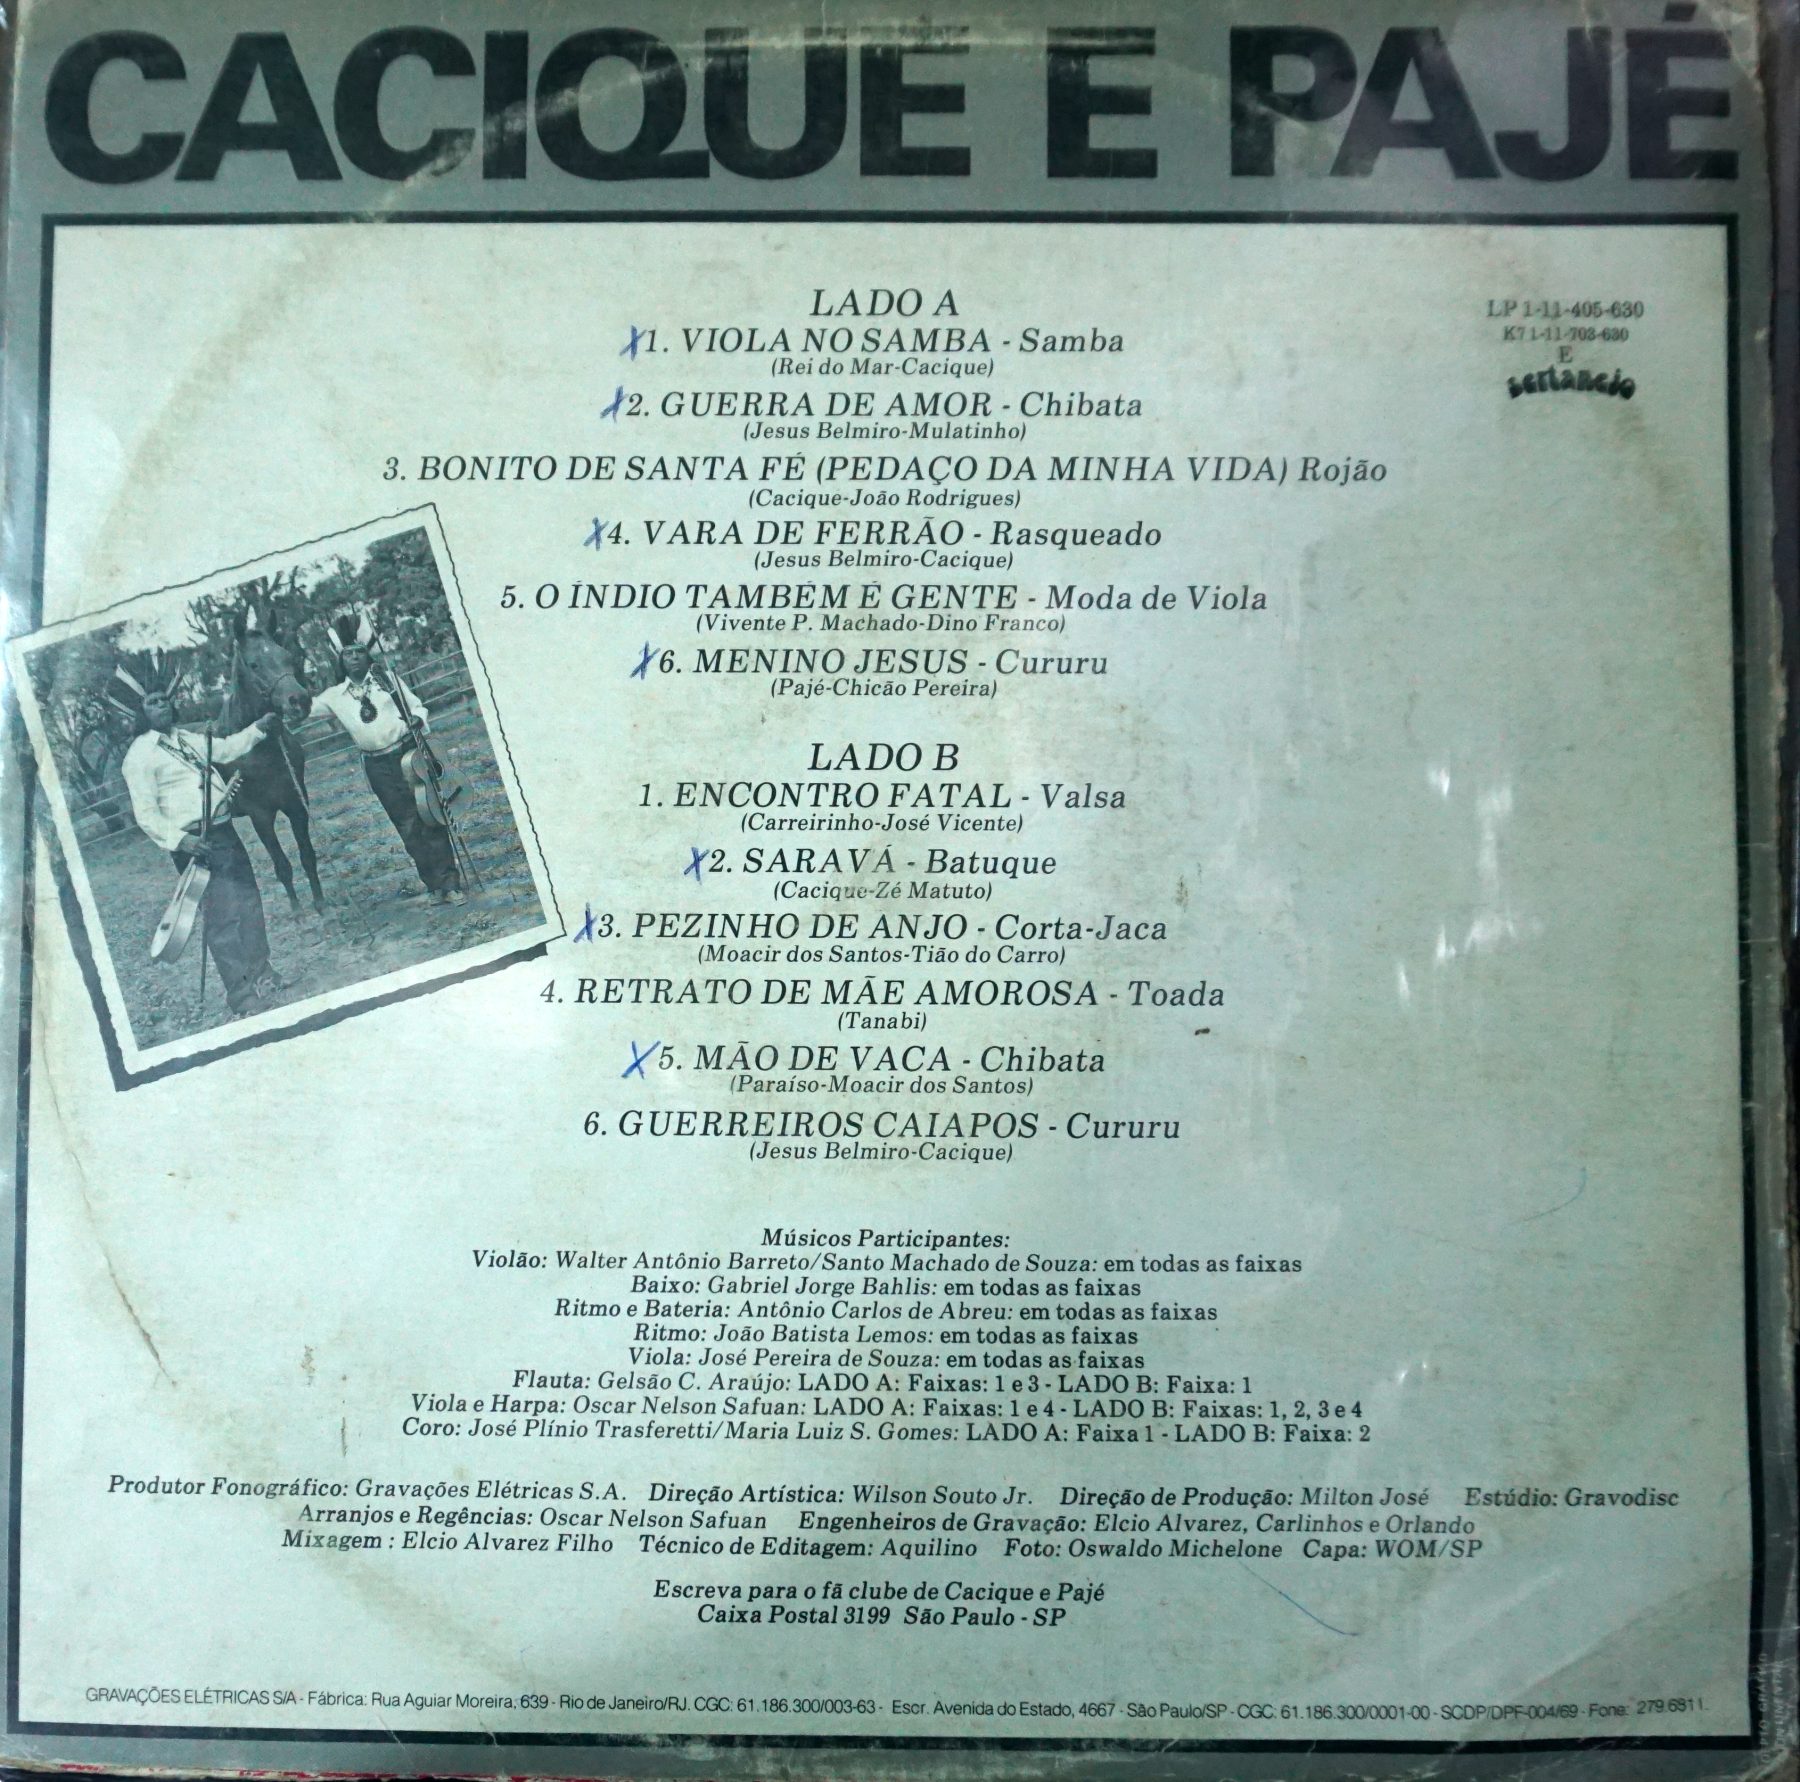 CACIQUE E PAJÉ
LP 1-11-405-630
K7 1-11-703-630
E
sertanejo
LADO A
X1. VIOLA NO SAMBA - Samba
(Rei do Mar-Cacique)
X2. GUERRA DE AMOR - Chibata
(Jesus Belmiro-Mulatinho)
3. BONITO DE SANTA FÉ (PEDAÇO DA MINHA VIDA) Rojão
(Cacique-João Rodrigues)
X4. VARA DE FERRÃO - Rasqueado
(Jesus Belmiro-Cacique)
5. O ÍNDIO TAMBÉM É GENTE - Moda de Viola
(Vivente P. Machado-Dino Franco)
X6. MENINO JESUS - Cururu
(Pajé-Chicão Pereira)
LADO B
1. ENCONTRO FATAL - Valsa
(Carreirinho-José Vicente)
X2. SARAVÁ - Batuque
(Cacique-Zé Matuto)
X3. PEZINHO DE ANJO - Corta-Jaca
(Moacir dos Santos-Tião do Carro)
4. RETRATO DE MÃE AMOROSA - Toada
(Tanabi)
X5. MÃO DE VACA - Chibata
(Paraíso-Moacir dos Santos)
6. GUERREIROS CAIAPOS - Cururu
(Jesus Belmiro-Cacique)
Músicos Participantes:
Violão: Walter Antônio Barreto/Santo Machado de Souza: em todas as faixas
Baixo: Gabriel Jorge Bahlis: em todas as faixas
Ritmo e Bateria: Antônio Carlos de Abreu: em todas as faixas
Ritmo: João Batista Lemos: em todas as faixas
Viola: José Pereira de Souza: em todas as faixas
Flauta: Gelsão C. Araújo: LADO A: Faixas: 1 e 3 - LADO B: Faixa: 1
Viola e Harpa: Oscar Nelson Safuan: LADO A: Faixas: 1 e 4 - LADO B: Faixas: 1, 2, 3 e 4
Coro: José Plínio Trasferetti/Maria Luiz S. Gomes: LADO A: Faixa 1 - LADO B: Faixa: 2
Produtor Fonográfico: Gravações Elétricas S.A. Direção Artística: Wilson Souto Jr. Direção de Produção: Milton José Estúdio: Gravodisc
Arranjos e Regências: Oscar Nelson Safuan Engenheiros de Gravação: Elcio Alvarez, Carlinhos e Orlando
Mixagem : Elcio Alvarez Filho Técnico de Editagem: Aquilino Foto: Oswaldo Michelone Capa: WOM/SP
Escreva para o fã clube de Cacique e Pajé
Caixa Postal 3199 São Paulo - SP
GRAVAÇÕES ELÉTRICAS S/A - Fábrica: Rua Aguiar Moreira, 639 - Rio de Janeiro/RJ. CGC: 61.186.300/003-63 - Escr. Avenida do Estado, 4667 - São Paulo/SP - CGC: 61.186.300/0001-00 - SCDP/DPF-004/69 - Fone: 279.6811.